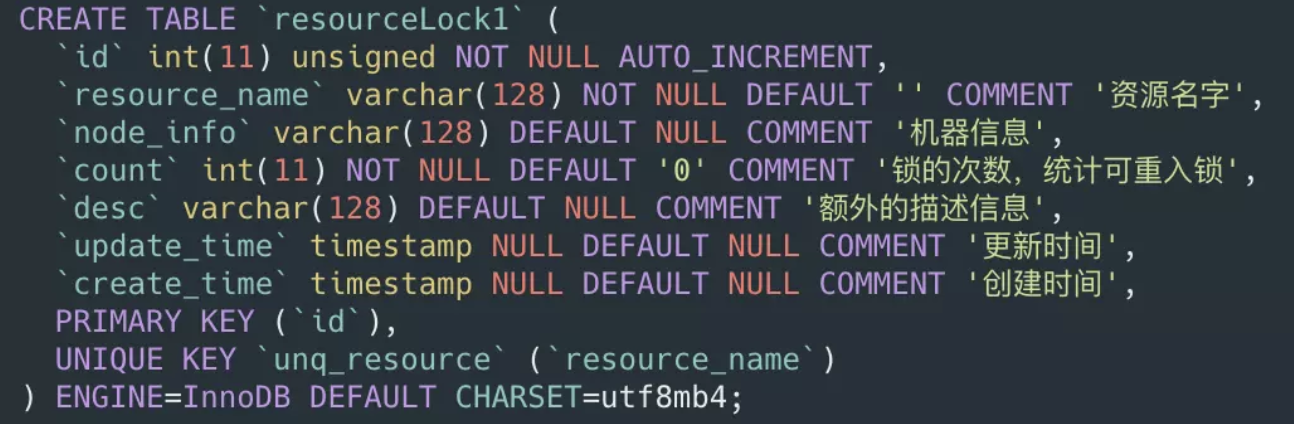 CREATE TABLE `resourceLock1` (
  `id` int(11) unsigned NOT NULL AUTO_INCREMENT,
  `resource_name` varchar(128) NOT NULL DEFAULT '' COMMENT '资源名字',
  `node_info` varchar(128) DEFAULT NULL COMMENT '机器信息',
  `count` int(11) NOT NULL DEFAULT '0' COMMENT '锁的次数，统计可重入锁',
  `desc` varchar(128) DEFAULT NULL COMMENT '额外的描述信息',
  `update_time` timestamp NULL DEFAULT NULL COMMENT '更新时间',
  `create_time` timestamp NULL DEFAULT NULL COMMENT '创建时间',
  PRIMARY KEY (`id`),
  UNIQUE KEY `unq_resource` (`resource_name`)
) ENGINE=InnoDB DEFAULT CHARSET=utf8mb4;